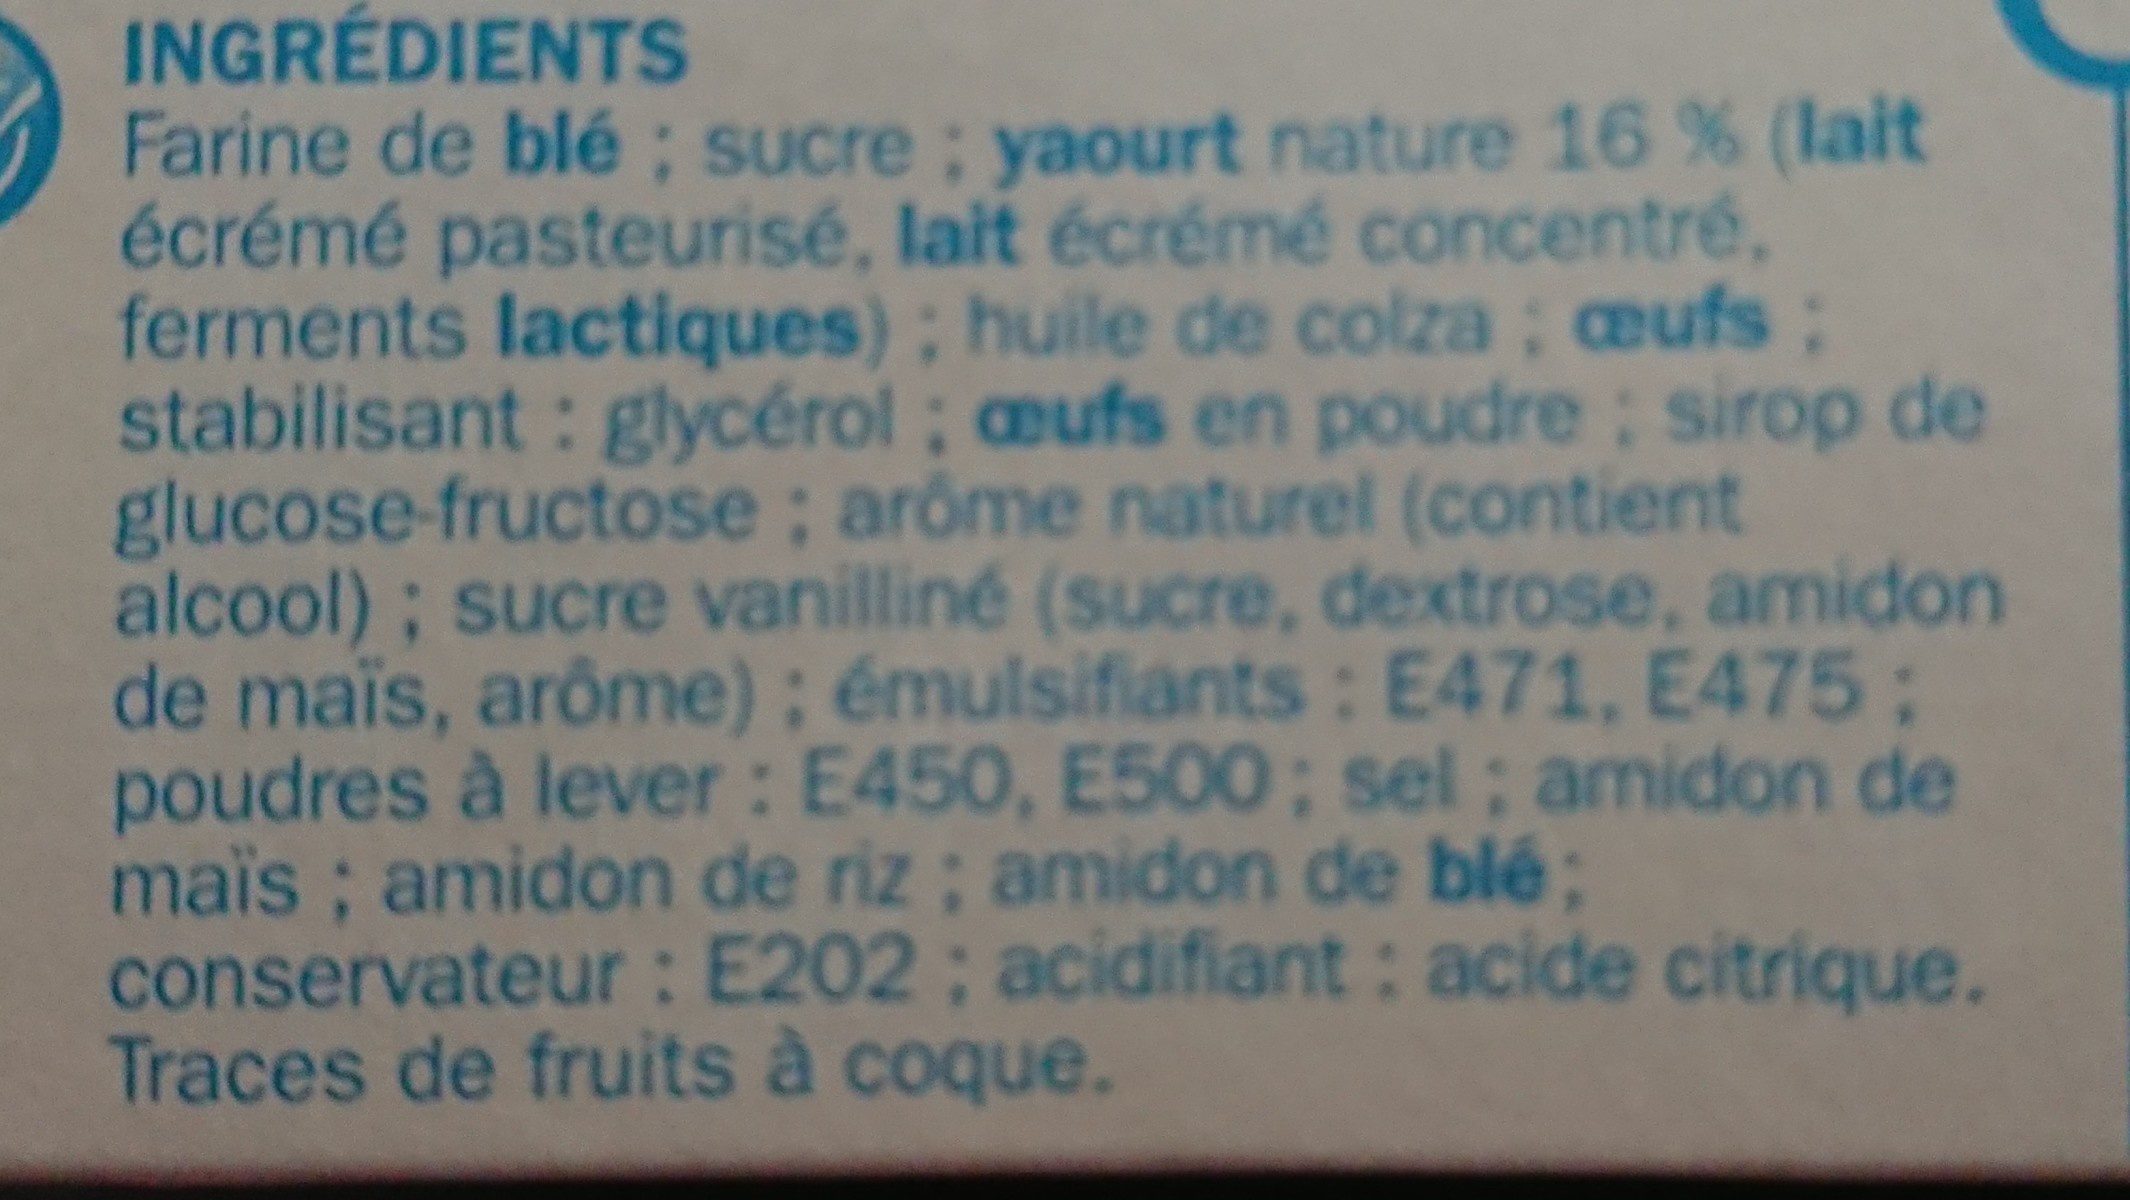 INGRÉDIENTS
Farine de blé ; sucre ; yaourt nature 16 % (lait
écrémé pasteurisé, lait écrémé concentré,
ferments lactiques) ; huile de colza ; œufs ;
stabilisant : glycérol ; œufs en poudre ; sirop de
glucose-fructose ; arôme naturel (contient
alcool) ; sucre vanilliné (sucre, dextrose, amidon
de maïs, arôme) ; émulsifiants : E471, E475 ;
poudres à lever : E450, E500 ; sel ; amidon de
maïs ; amidon de riz ; amidon de blé ;
conservateur : E202 ; acidifiant : acide citrique.
Traces de fruits à coque.